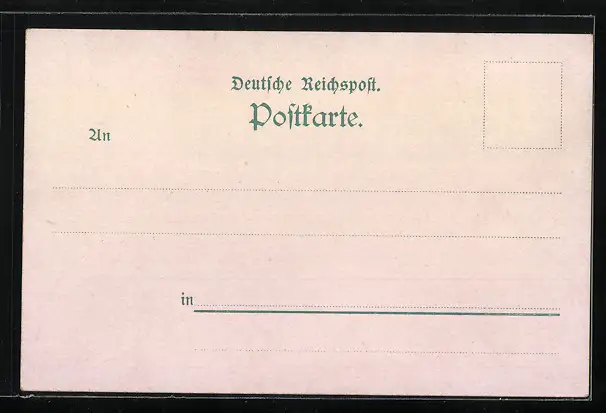 Deutſche Reichspoſt.
Poſtkarte.
An
in